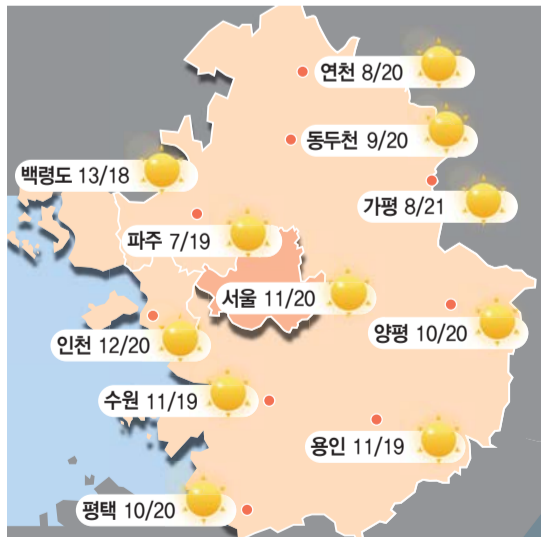 연천 8/20
동두천 9/20
백령도 13/18
가평 8/21
파주 7/19
서울 11/20
양평 10/20
인천 12/20
수원 11/19
용인 11/19
평택 10/20